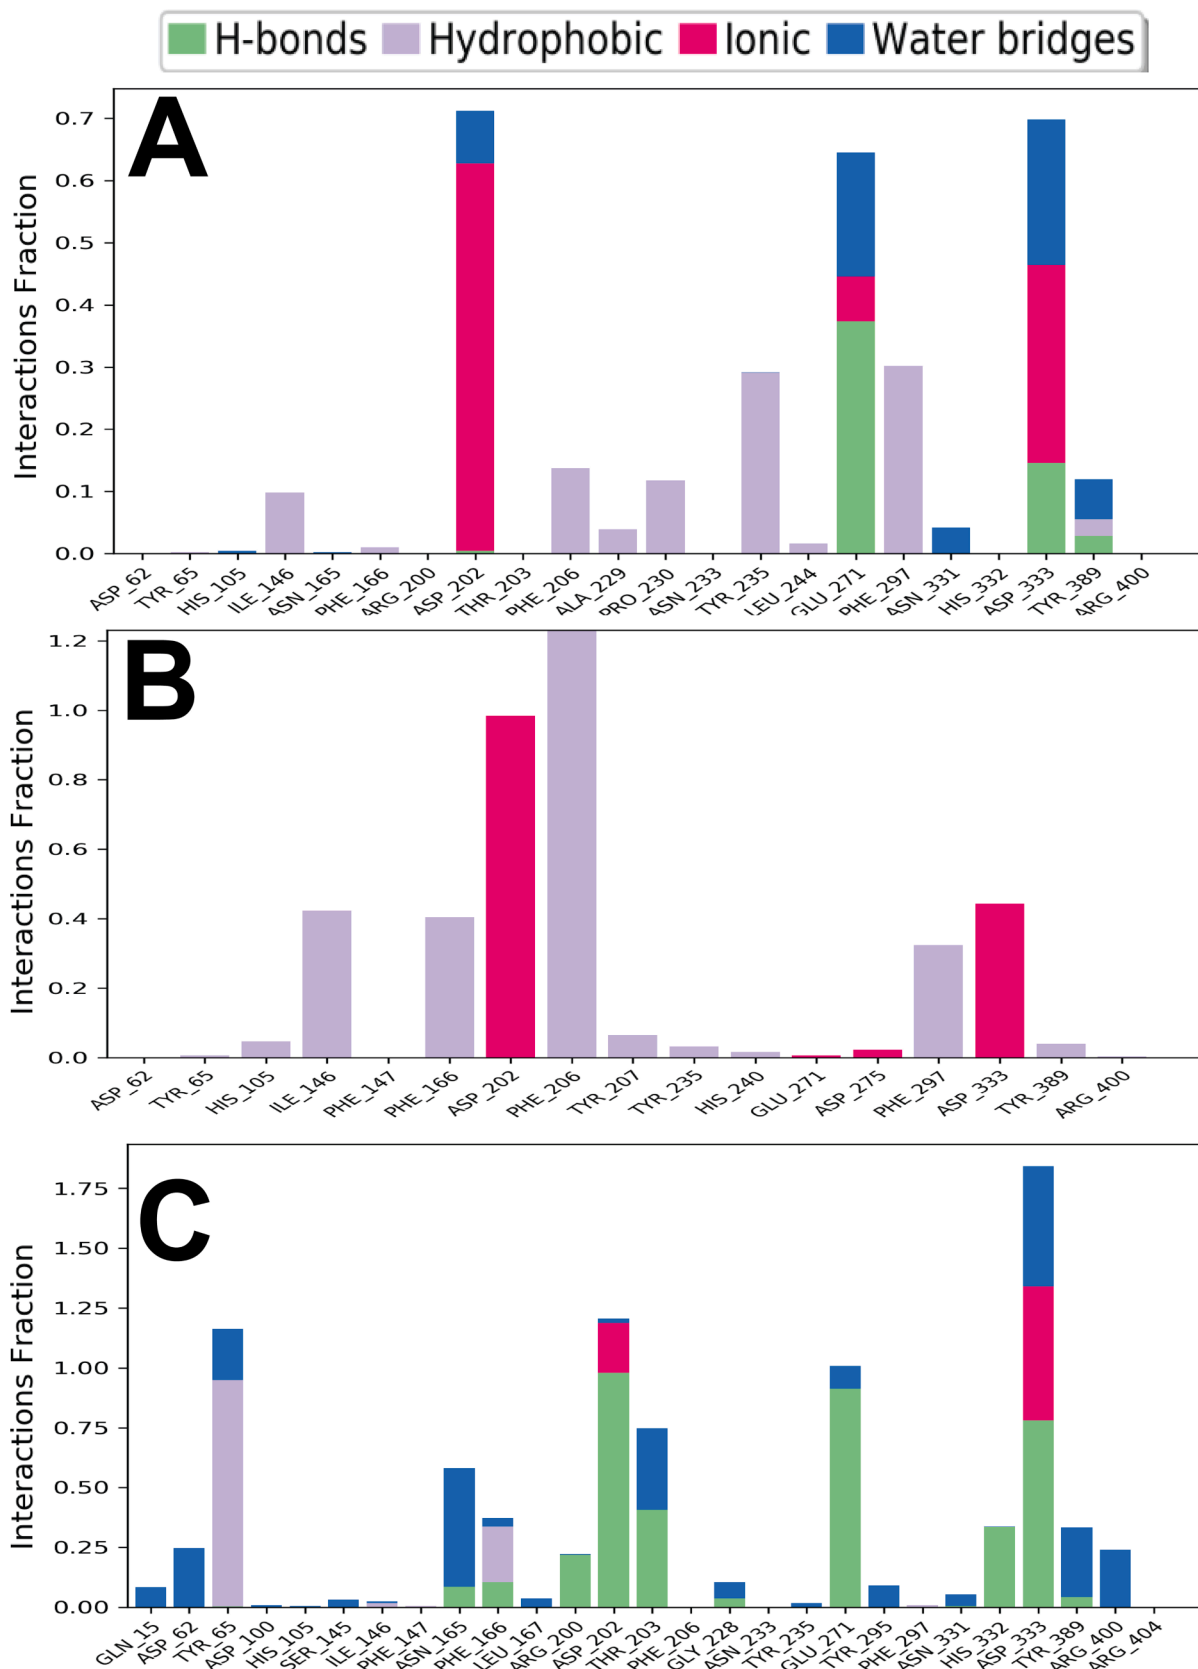 H-bonds Hydrophobic Ionic Water bridges
A
Interactions Fraction
0.7
0.6
0.5
0.4
0.3
0.2
0.1
0.0
ASP_62 TYR_65 HIS_105 ILE_146 ASN_165 PHE_166 ARG_200 ASP_202 THR_203 PHE_206 ALA_229 PRO_230 ASN_233 TYR_235 LEU_244 GLU_271 PHE_297 ASN_331 HIS_332 ASP_333 TYR_389 ARG_400
B
Interactions Fraction
1.2
1.0
0.8
0.6
0.4
0.2
0.0
ASP_62 TYR_65 HIS_105 ILE_146 PHE_147 PHE_166 ASP_202 PHE_206 TYR_207 TYR_235 HIS_240 GLU_271 ASP_275 PHE_297 ASP_333 TYR_389 ARG_400
C
Interactions Fraction
1.75
1.50
1.25
1.00
0.75
0.50
0.25
0.00
GLN_15 ASP_62 TYR_65 ASP_100 HIS_105 SER_145 ILE_146 PHE_147 ASN_165 PHE_166 LEU_167 ARG_200 ASP_202 THR_203 PHE_206 GLY_228 ASN_233 TYR_235 GLU_271 TYR_295 PHE_297 ASN_331 HIS_332 ASP_333 TYR_389 ARG_400 ARG_404